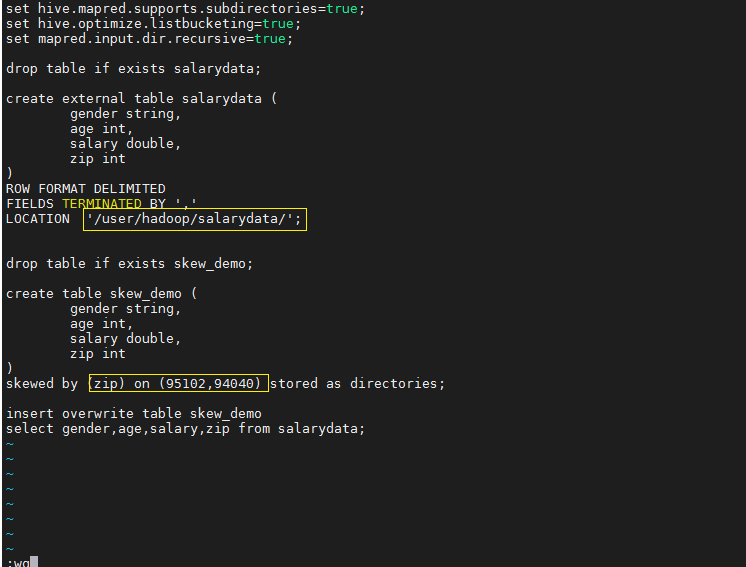 set hive.mapred.supports.subdirectories=true;
set hive.optimize.listbucketing=true;
set mapred.input.dir.recursive=true;
drop table if exists salarydata;
create external table salarydata (
gender string,
age int,
salary double,
zip int
)
ROW FORMAT DELIMITED
FIELDS TERMINATED BY ','
LOCATION '/user/hadoop/salarydata/';
drop table if exists skew_demo;
create table skew_demo (
gender string,
age int,
salary double,
zip int
)
skewed by (zip) on (95102,94040) stored as directories;
insert overwrite table skew_demo
select gender,age,salary,zip from salarydata;
~
~
~
~
~
~
~
~
:wq